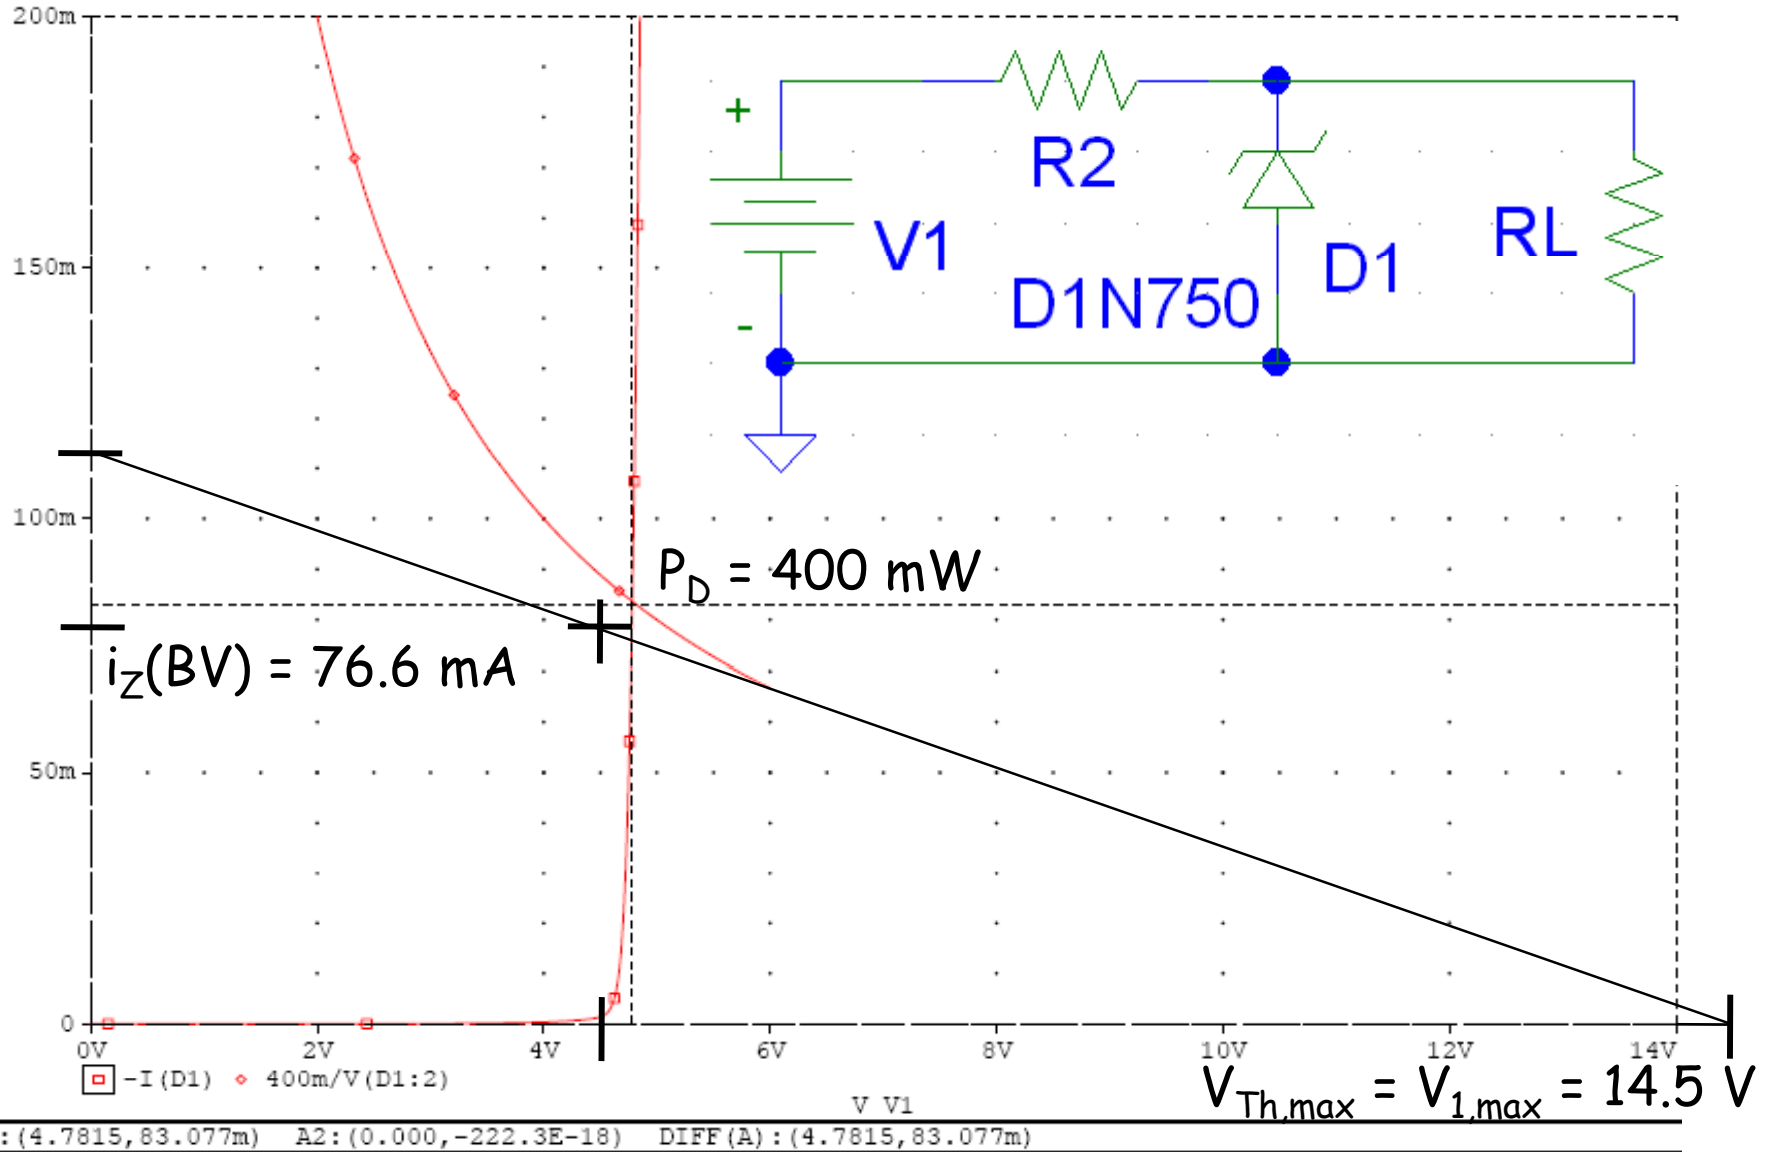 200m
+
R2
150m
V1
D1
RL
D1N750
-
100m
P_D = 400 mW
i_Z(BV) = 76.6 mA
50m
0
0V 2V 4V 6V 8V 10V 12V 14V
-I(D1) 400m/V(D1:2)
V_Th,max = V_1,max = 14.5 V
V V1
:(4.7815,83.077m) A2:(0.000,-222.3E-18) DIFF(A):(4.7815,83.077m)